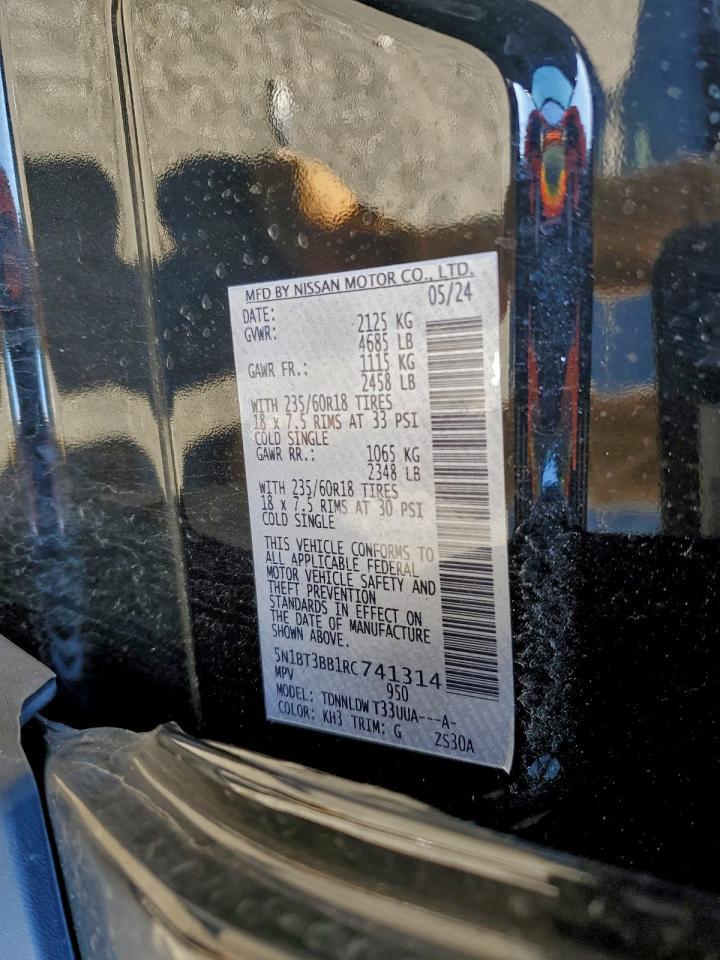 MFD BY NISSAN MOTOR CO., LTD.
DATE: 05/24
GVWR: 2125 KG
4685 LB
GAWR FR.: 1115 KG
2458 LB
WITH 235/60R18 TIRES
18 x 7.5 RIMS AT 33 PSI
COLD SINGLE
GAWR RR.: 1065 KG
2348 LB
WITH 235/60R18 TIRES
18 x 7.5 RIMS AT 30 PSI
COLD SINGLE
THIS VEHICLE CONFORMS TO
ALL APPLICABLE FEDERAL
MOTOR VEHICLE SAFETY AND
THEFT PREVENTION
STANDARDS IN EFFECT ON
THE DATE OF MANUFACTURE
SHOWN ABOVE.
5N1BT3BB1RC741314
MPV 950
MODEL: TDNNLDW T33UUA---A-
COLOR: KH3 TRIM: G 2S30A